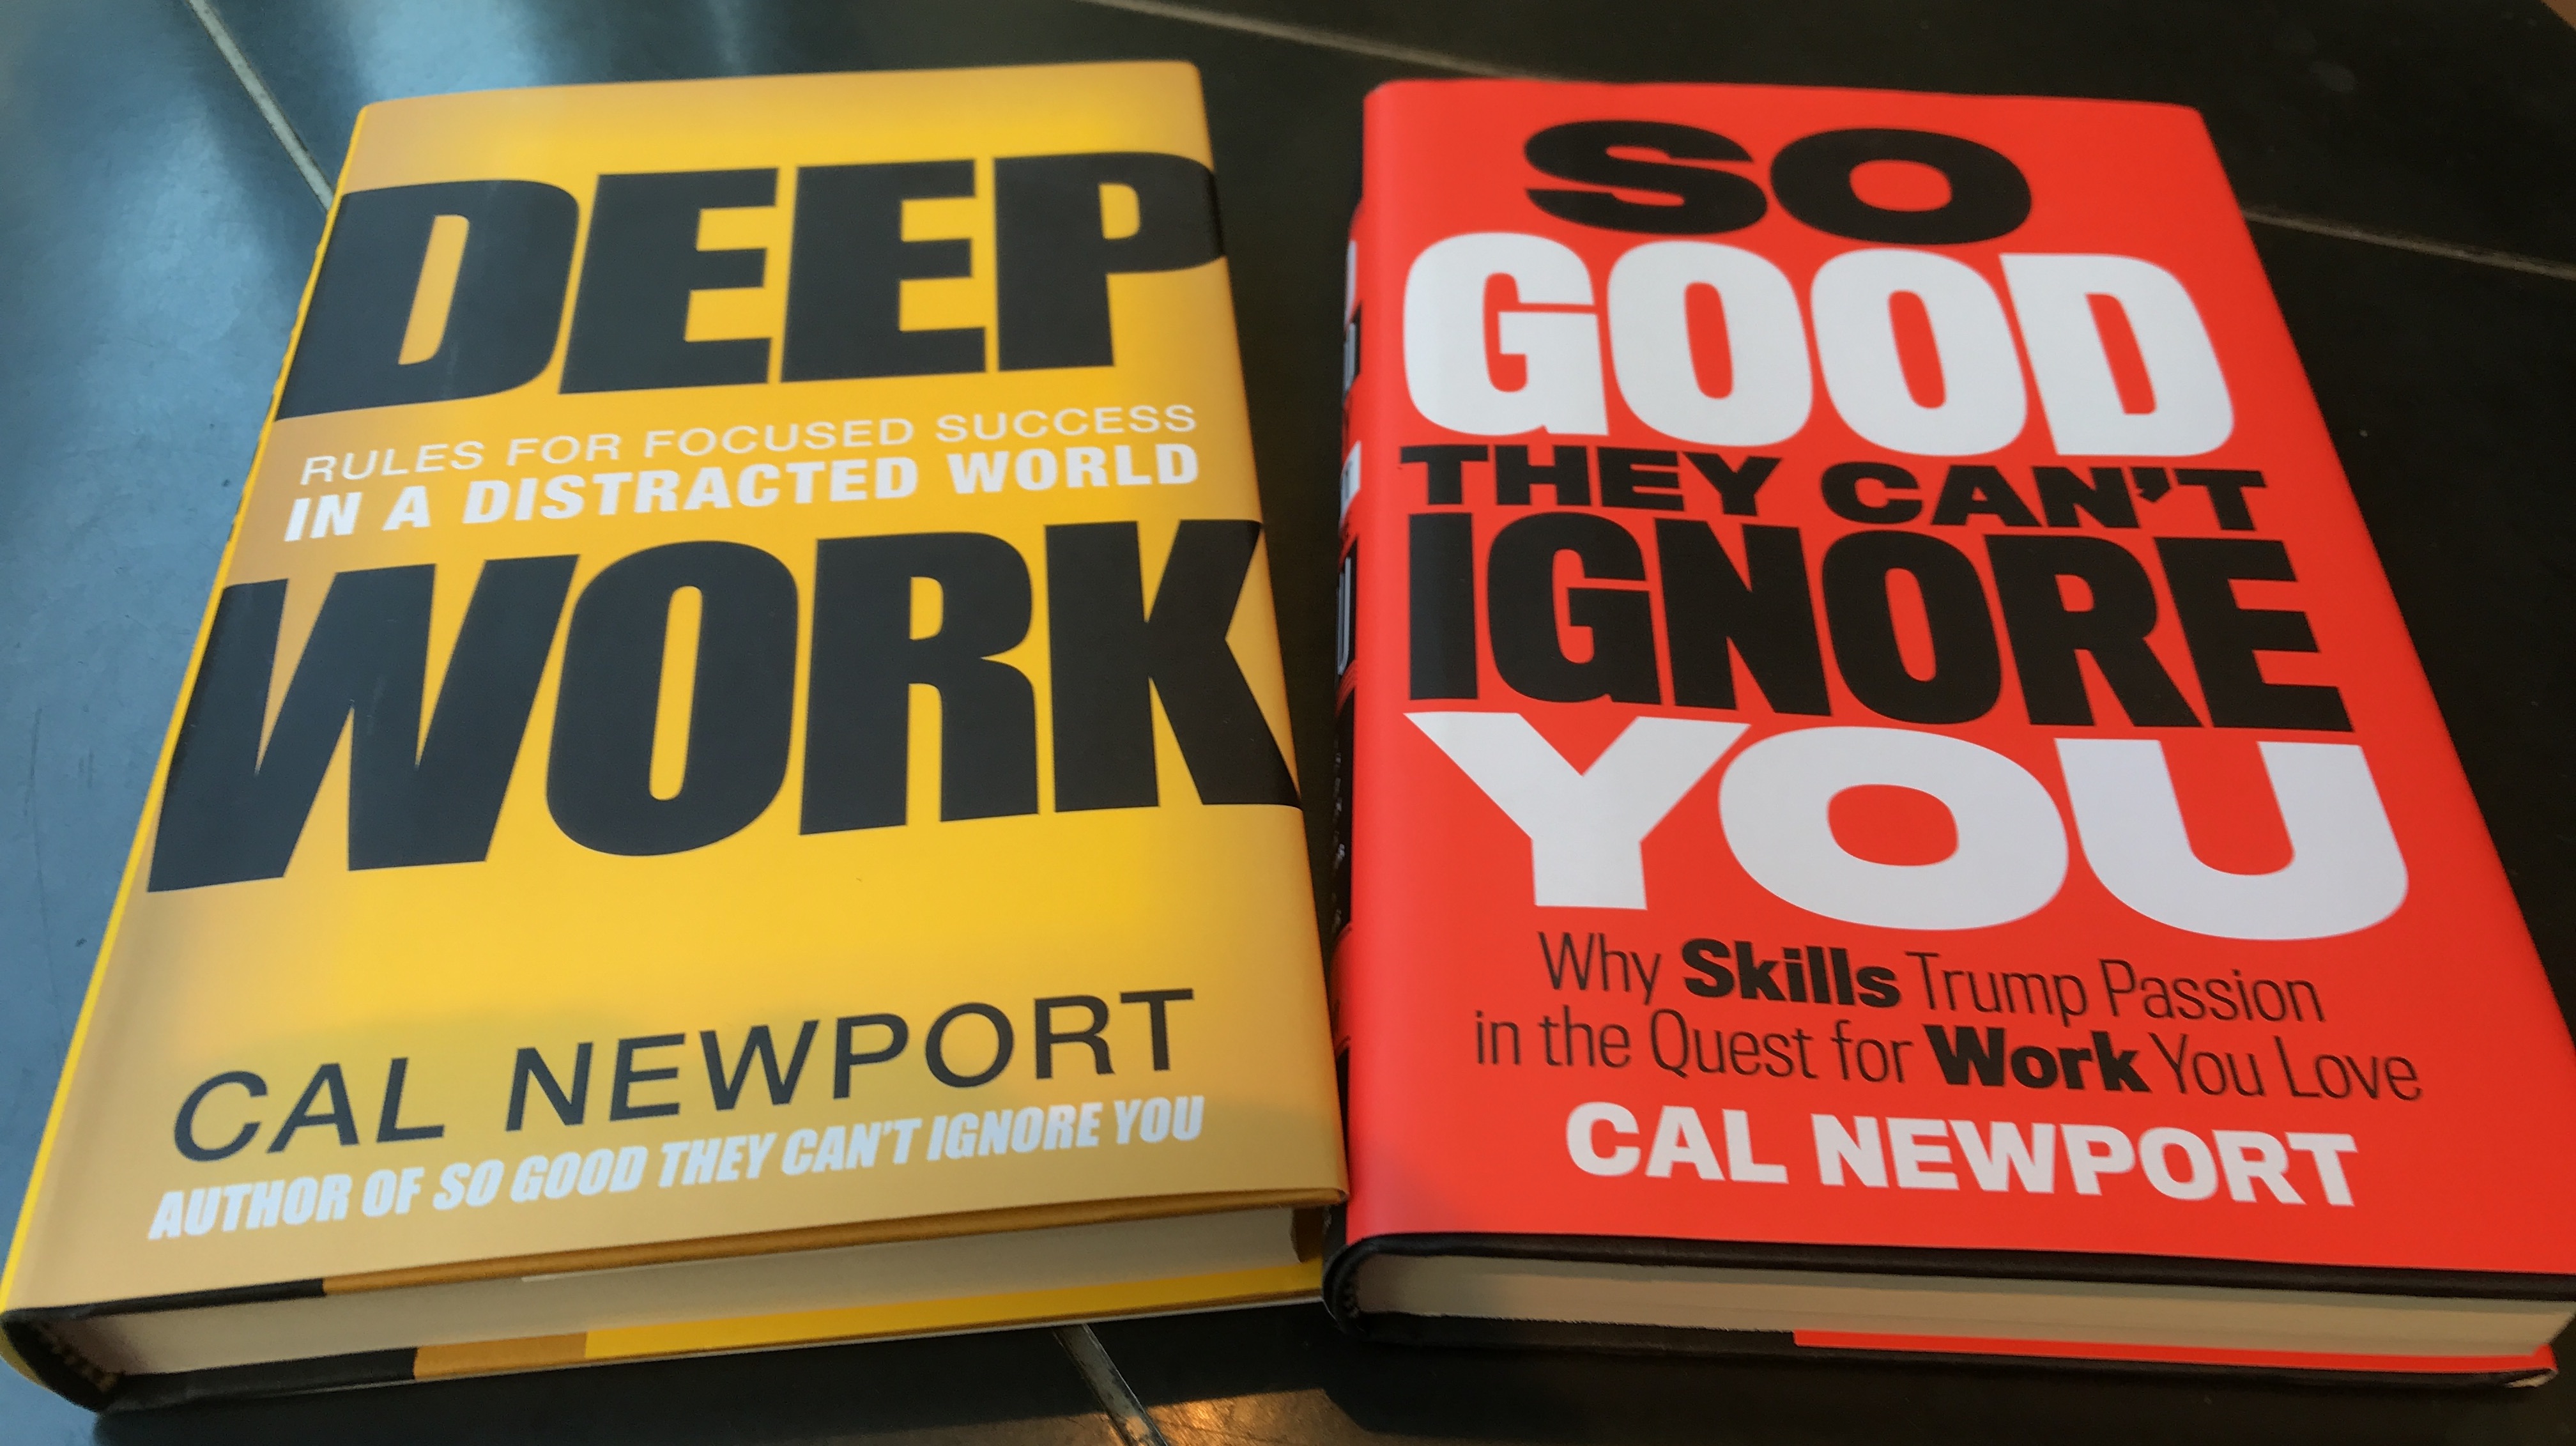 DEEP
RULES FOR FOCUSED SUCCESS
IN A DISTRACTED WORLD
WORK
CAL NEWPORT
AUTHOR OF SO GOOD THEY CAN'T IGNORE YOU
SO
GOOD
THEY CAN'T
IGNORE
YOU
Why Skills Trump Passion
in the Quest for Work You Love
CAL NEWPORT